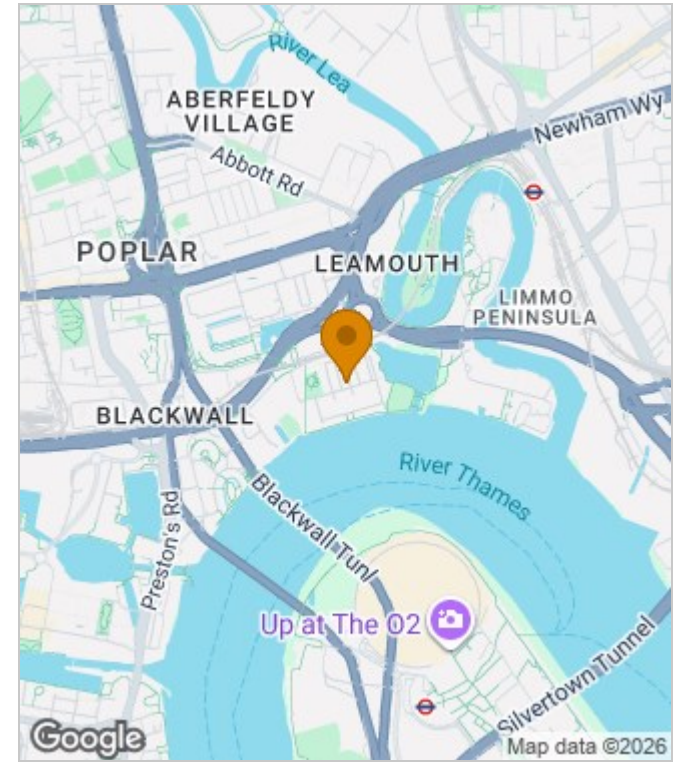 River Lea
ABERFELDY
VILLAGE
Newham Wy
Abbott Rd
POPLAR
LEAMOUTH
LIMMO
PENINSULA
BLACKWALL
River Thames
Blackwall Tunl
Preston's Rd
Up at The O2
Silvertown Tunnel
Google
Map data ©2026